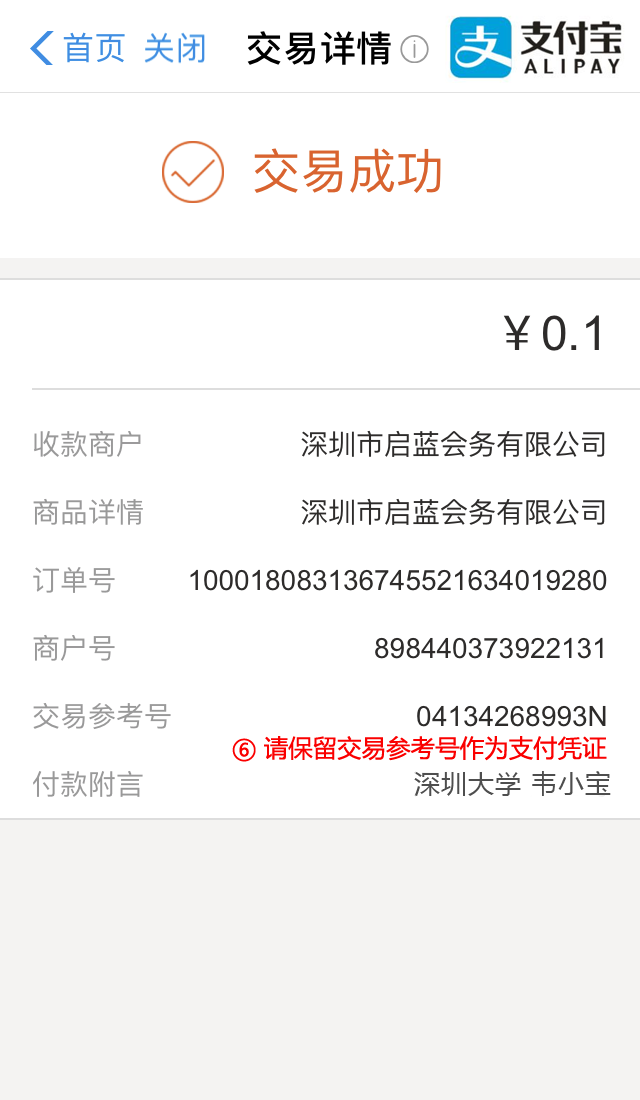 首页 关闭 交易详情 支付宝
ALIPAY
交易成功
￥0.1
收款商户 深圳市启蓝会务有限公司
商品详情 深圳市启蓝会务有限公司
订单号 10001808313674552163401​9280
商户号 898440373922131
交易参考号 04134268993N
⑥ 请保留交易参考号作为支付凭证
付款附言 深圳大学 韦小宝